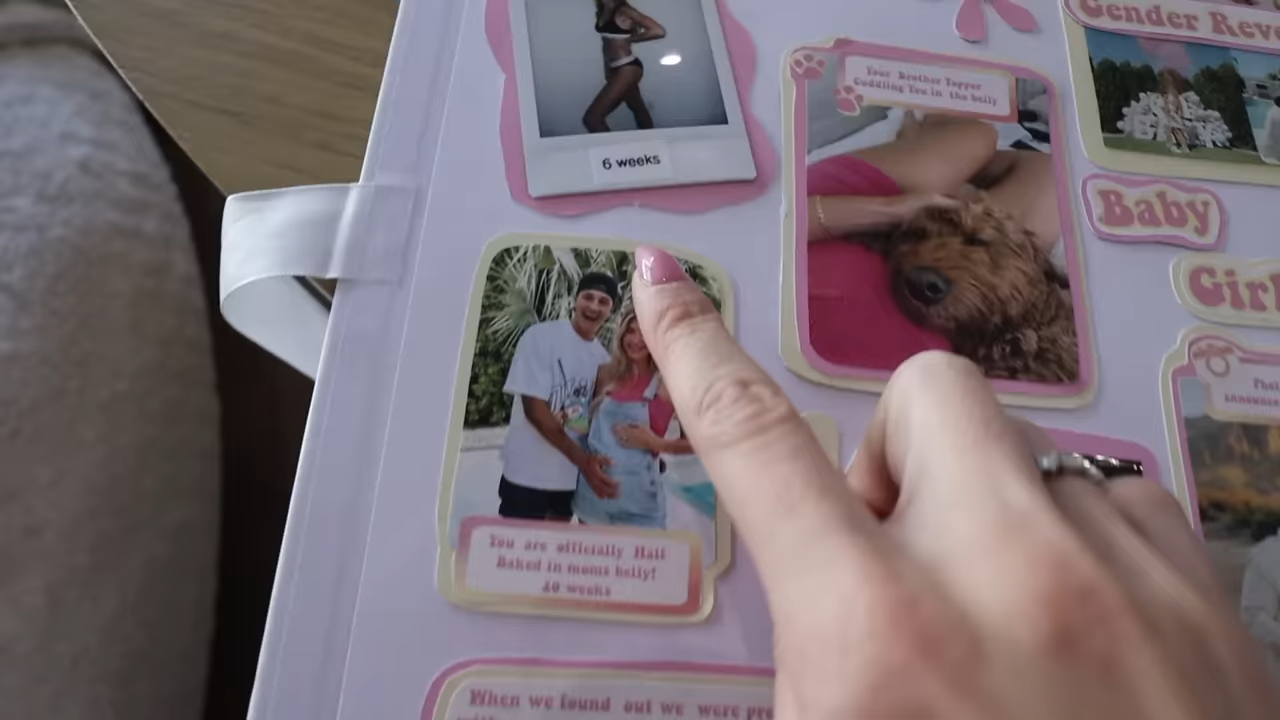 Gender Reve
Your Brother Topper
Cuddling You in the belly
6 weeks
Baby
Girl
You are officially Half
Baked in moms belly!
20 weeks
When we found out we were pre